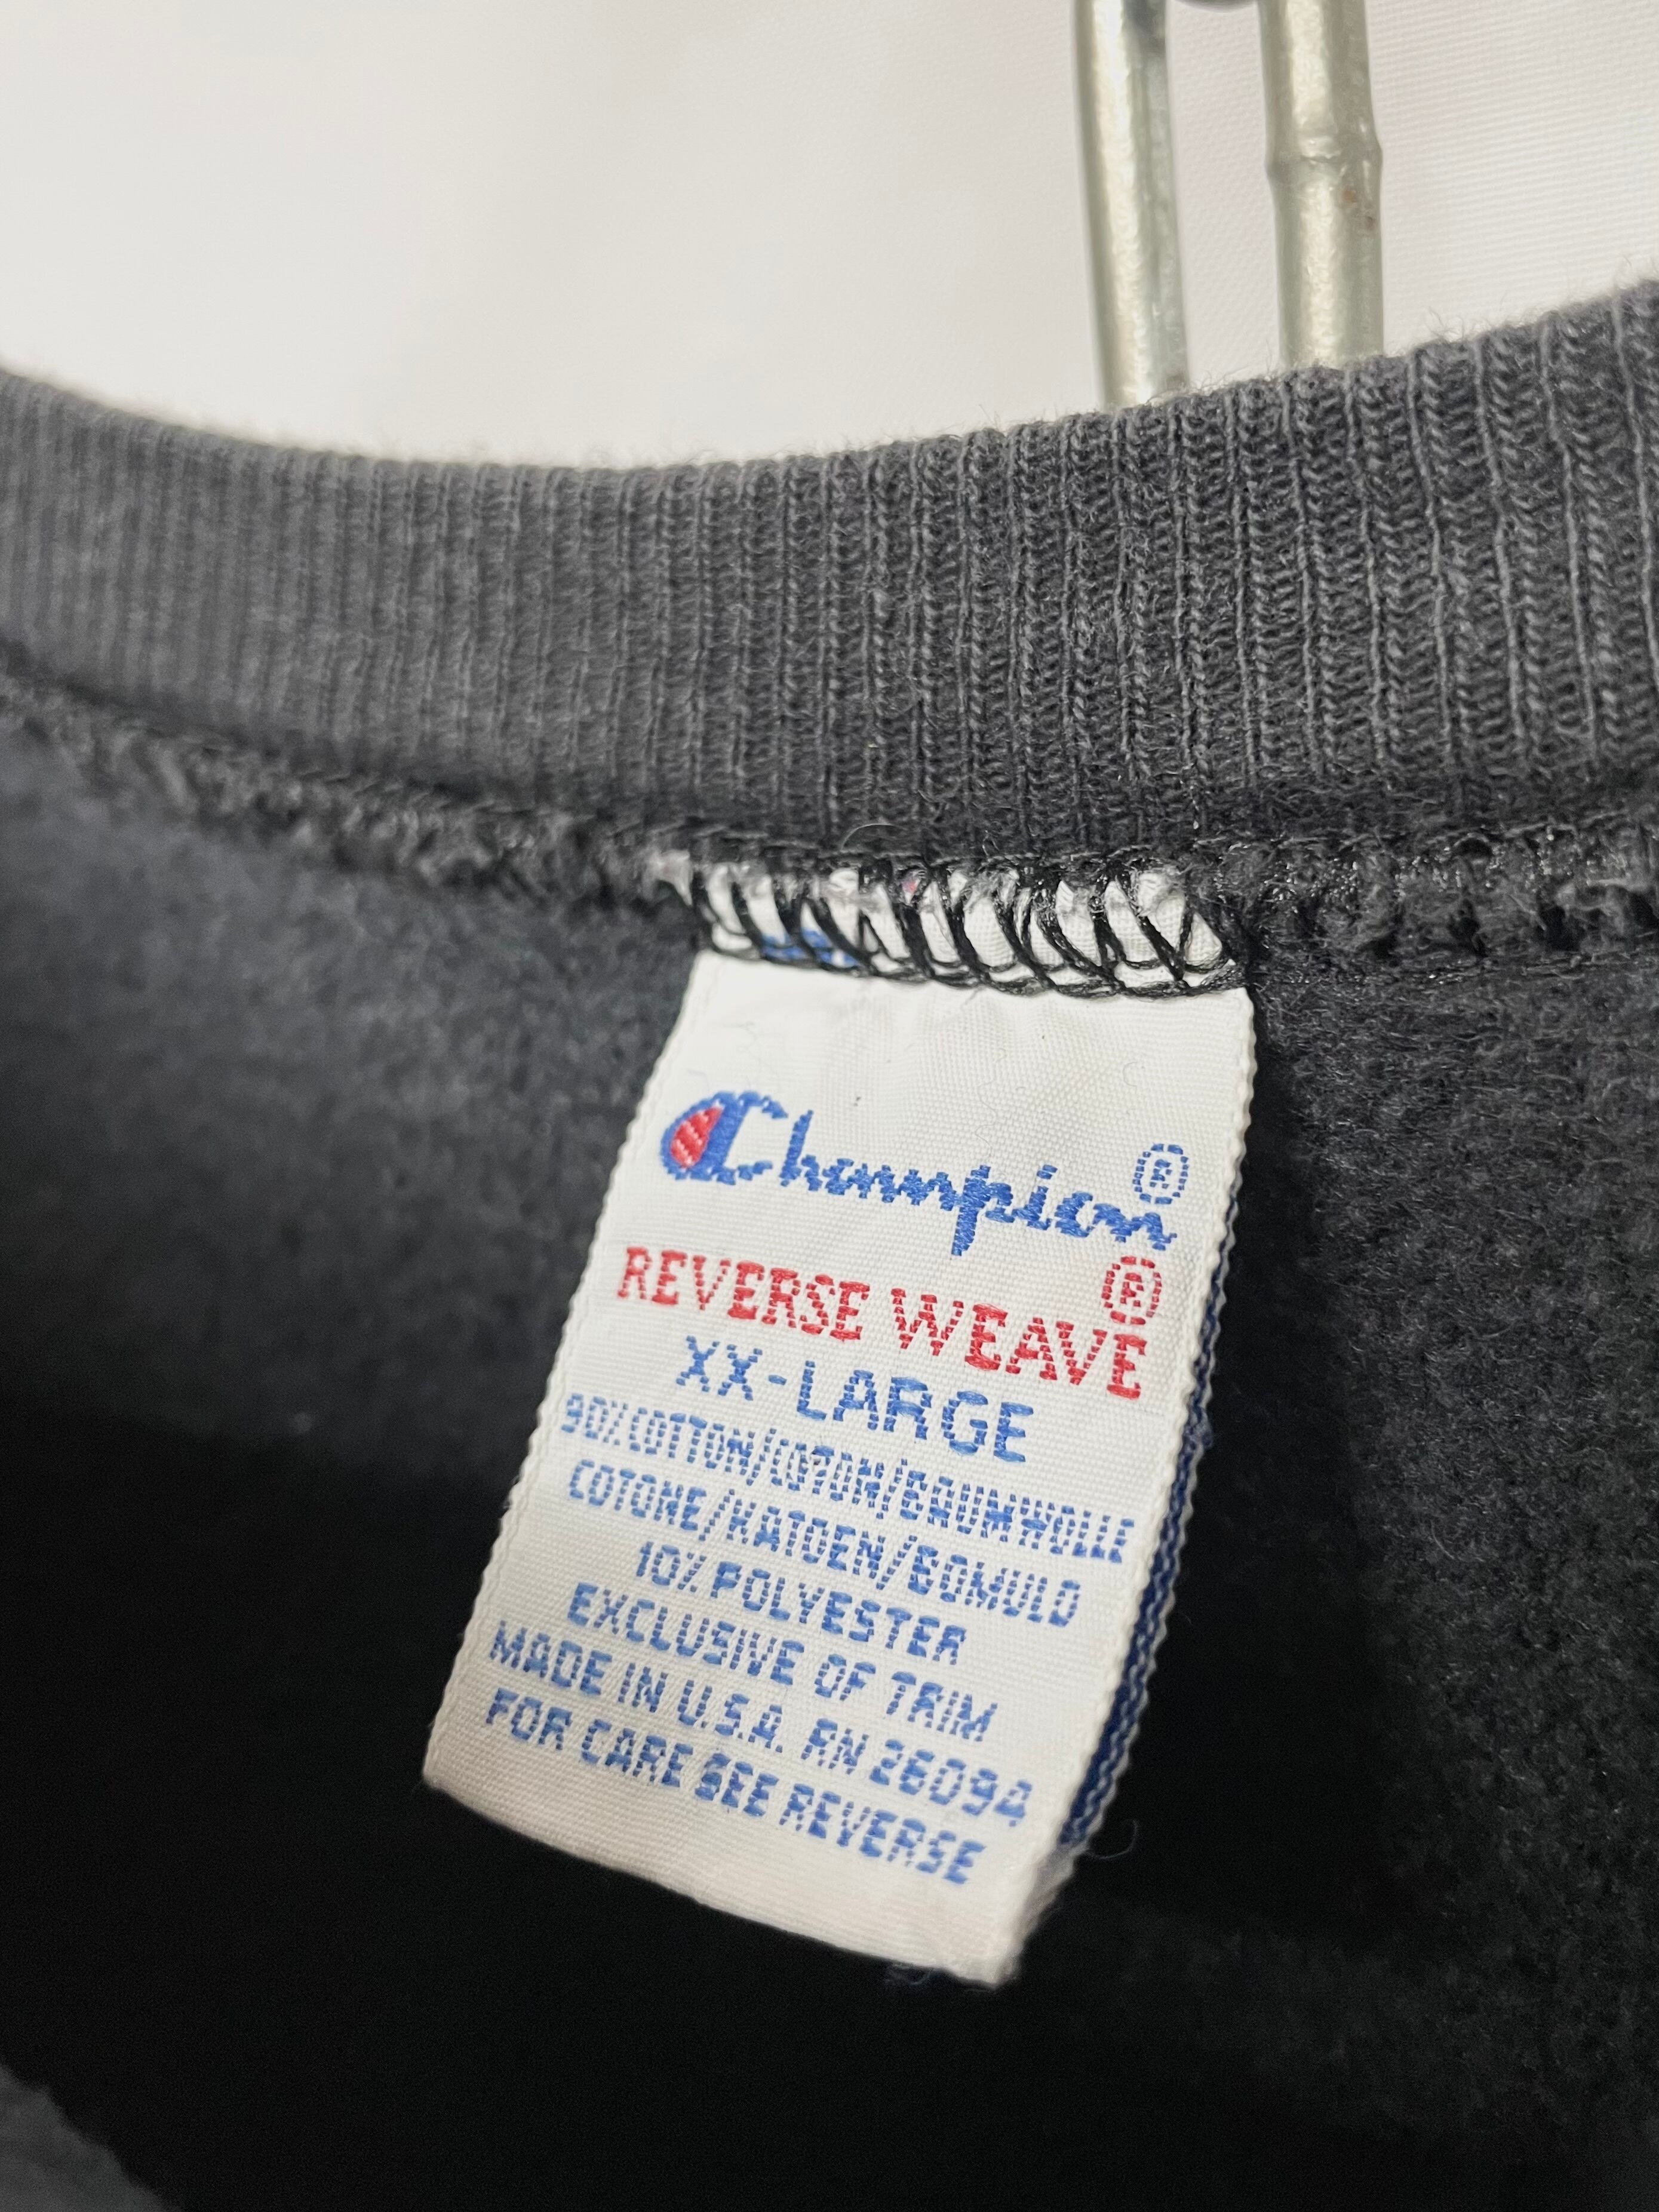 Champion®
REVERSE WEAVE®
XX-LARGE
90% COTTON/COTON/BAUMWOLLE
COTONE/KATOEN/BOMULD
10% POLYESTER
EXCLUSIVE OF TRIM
MADE IN U.S.A. RN 26094
FOR CARE SEE REVERSE